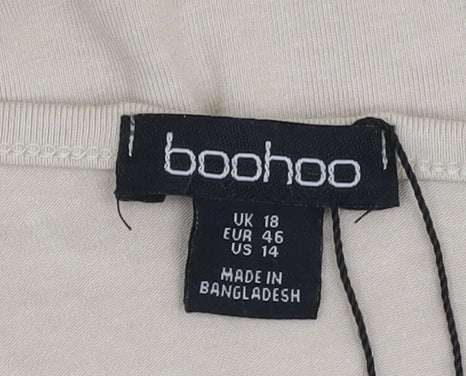 boohoo
UK 18
EUR 46
US 14
MADE IN
BANGLADESH